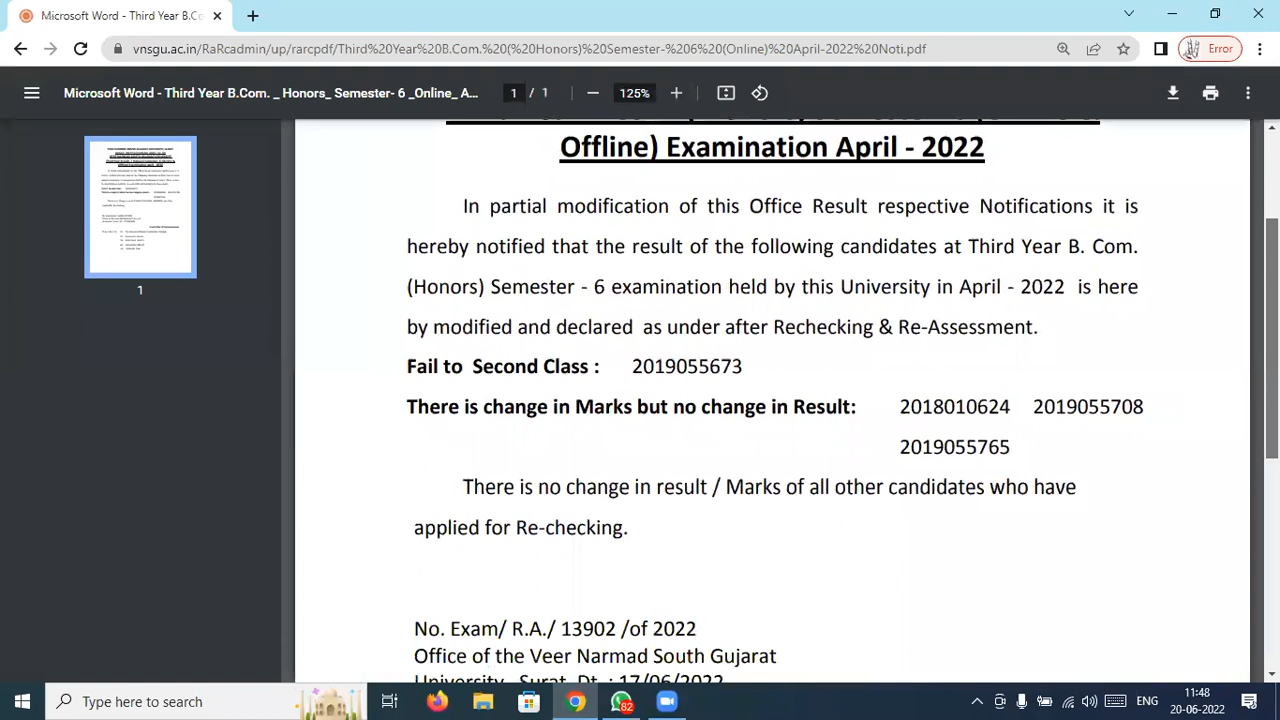 Microsoft Word - Third Year B.Co
vnsgu.ac.in/RaRcadmin/up/rarcpdf/Third%20Year%20B.Com.%20(%20Honors)%20Semester-%206%20(Online)%20April-2022%20Noti.pdf
Error
Microsoft Word - Third Year B.Com. _ Honors_ Semester- 6 _Online_ A...
1 / 1
125%
1
Offline) Examination April - 2022
In partial modification of this Office Result respective Notifications it is
hereby notified that the result of the following candidates at Third Year B. Com.
(Honors) Semester - 6 examination held by this University in April - 2022 is here
by modified and declared as under after Rechecking & Re-Assessment.
Fail to Second Class : 2019055673
There is change in Marks but no change in Result: 2018010624 2019055708
2019055765
There is no change in result / Marks of all other candidates who have
applied for Re-checking.
No. Exam/ R.A./ 13902 /of 2022
Office of the Veer Narmad South Gujarat
University, Surat. Dt. : 17/06/2022
Type here to search
82
ENG
11:48
20-06-2022